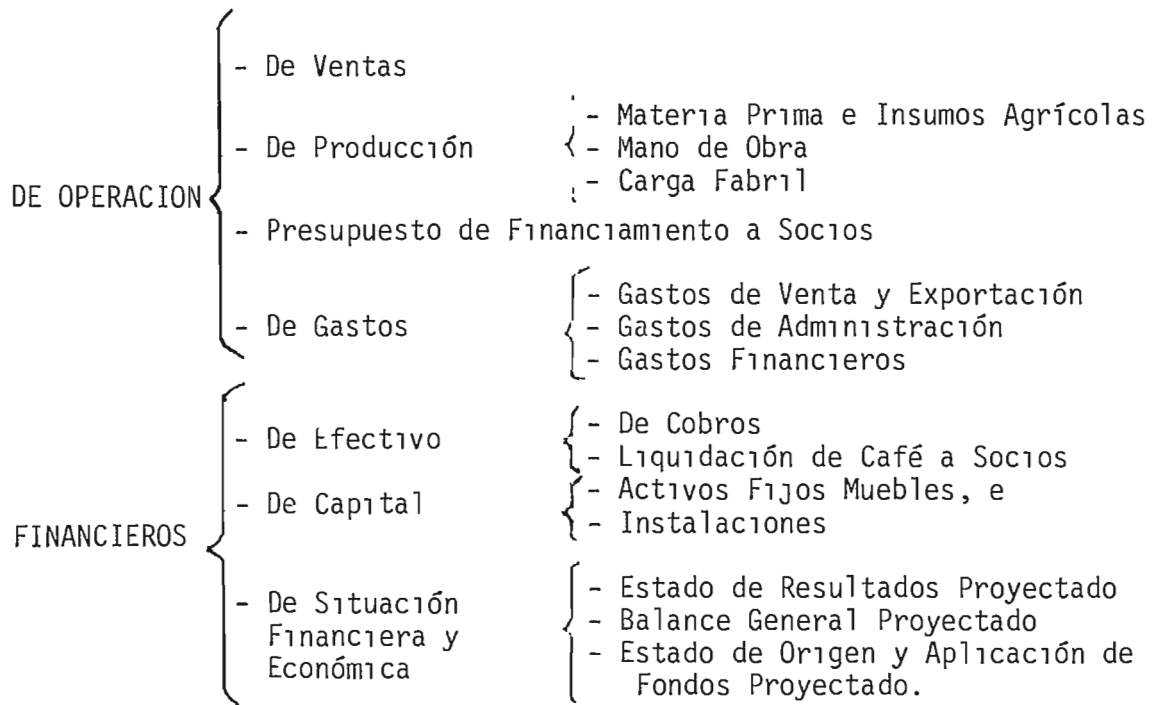 - De Ventas
- Materia Prima e Insumos Agrícolas
- De Producción - Mano de Obra
- Carga Fabril
DE OPERACION
- Presupuesto de Financiamiento a Socios
- Gastos de Venta y Exportación
- De Gastos - Gastos de Administración
- Gastos Financieros
- De Efectivo - De Cobros
- Liquidación de Café a Socios
- De Capital - Activos Fijos Muebles, e
- Instalaciones
FINANCIEROS
- De Situación - Estado de Resultados Proyectado
Financiera y - Balance General Proyectado
Económica - Estado de Origen y Aplicación de
Fondos Proyectado.